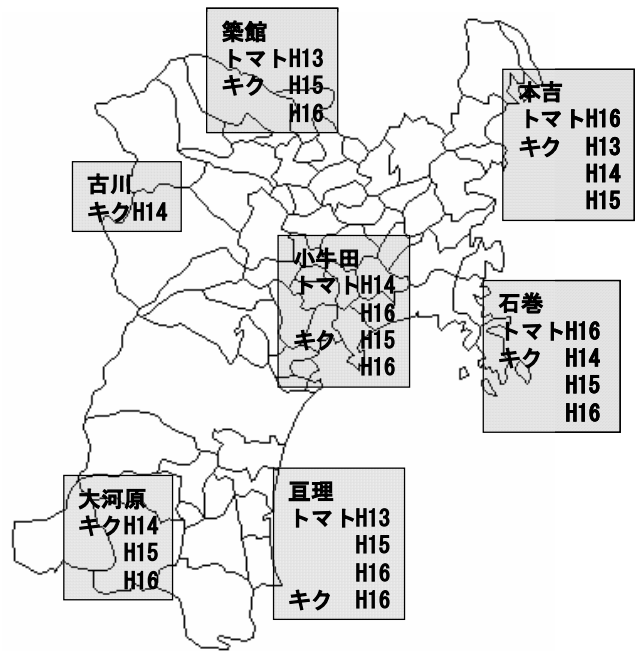 築館
トマトH13
キク H15
H16
本吉
トマトH16
キク H13
H14
H15
古川
キクH14
小牛田
トマトH14
H16
キク H15
H16
石巻
トマトH16
キク H14
H15
H16
大河原
キクH14
H15
H16
亘理
トマトH13
H15
H16
キク H16